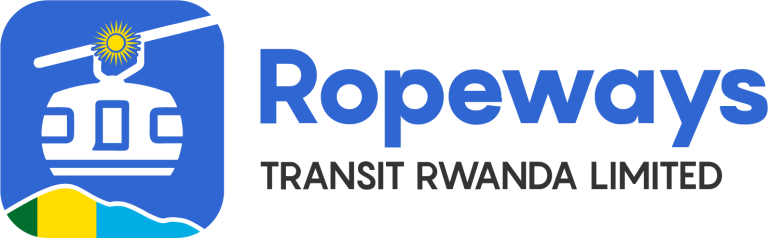 Ropeways
TRANSIT RWANDA LIMITED